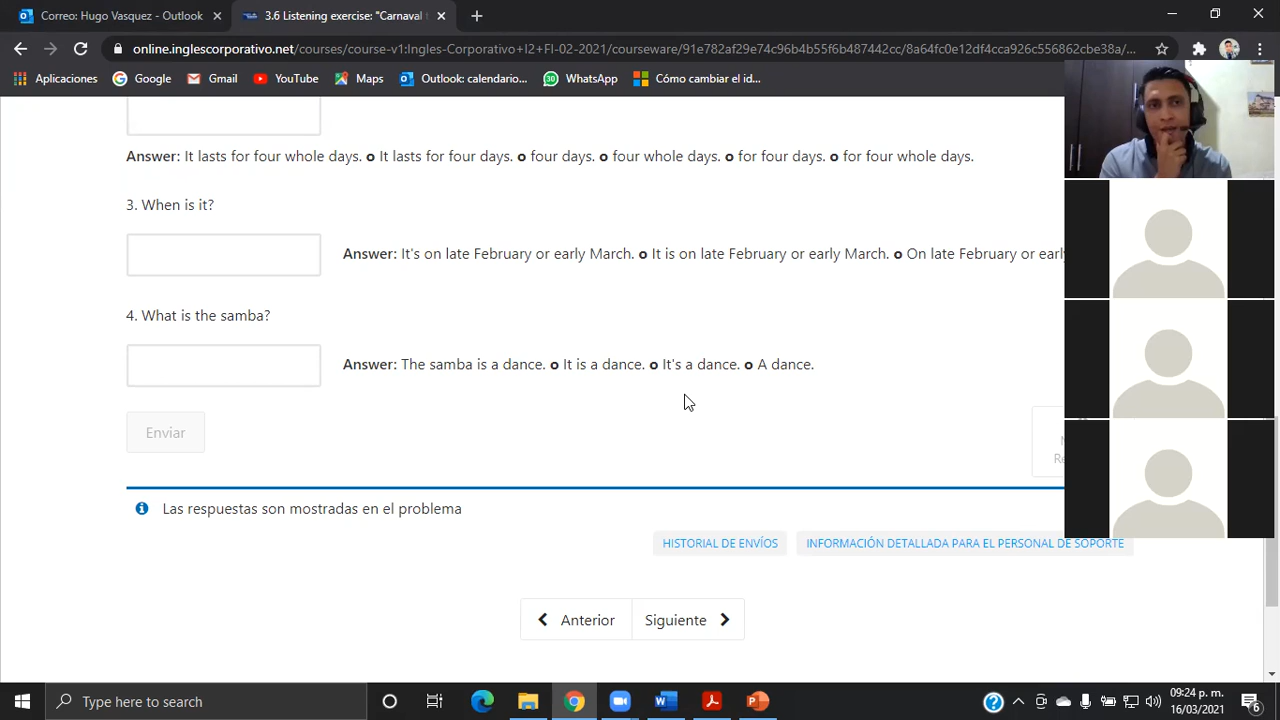 Correo: Hugo Vasquez - Outlook
3.6 Listening exercise: "Carnaval
online.inglescorporativo.net/courses/course-v1:Ingles-Corporativo+I2+FI-02-2021/courseware/91e782af29e74c96b4b55f6b487442cc/8a64fc0e12df4cca926c556862cbe38a/...
Aplicaciones
Google
Gmail
YouTube
Maps
Outlook: calendario...
WhatsApp
Cómo cambiar el id...
Answer: It lasts for four whole days. o It lasts for four days. o four days. o four whole days. o for four days. o for four whole days.
3. When is it?
Answer: It's on late February or early March. o It is on late February or early March. o On late February or early
4. What is the samba?
Answer: The samba is a dance. o It is a dance. o It's a dance. o A dance.
Enviar
Las respuestas son mostradas en el problema
HISTORIAL DE ENVÍOS
INFORMACIÓN DETALLADA PARA EL PERSONAL DE SOPORTE
Anterior
Siguiente
Type here to search
09:24 p. m.
16/03/2021
6